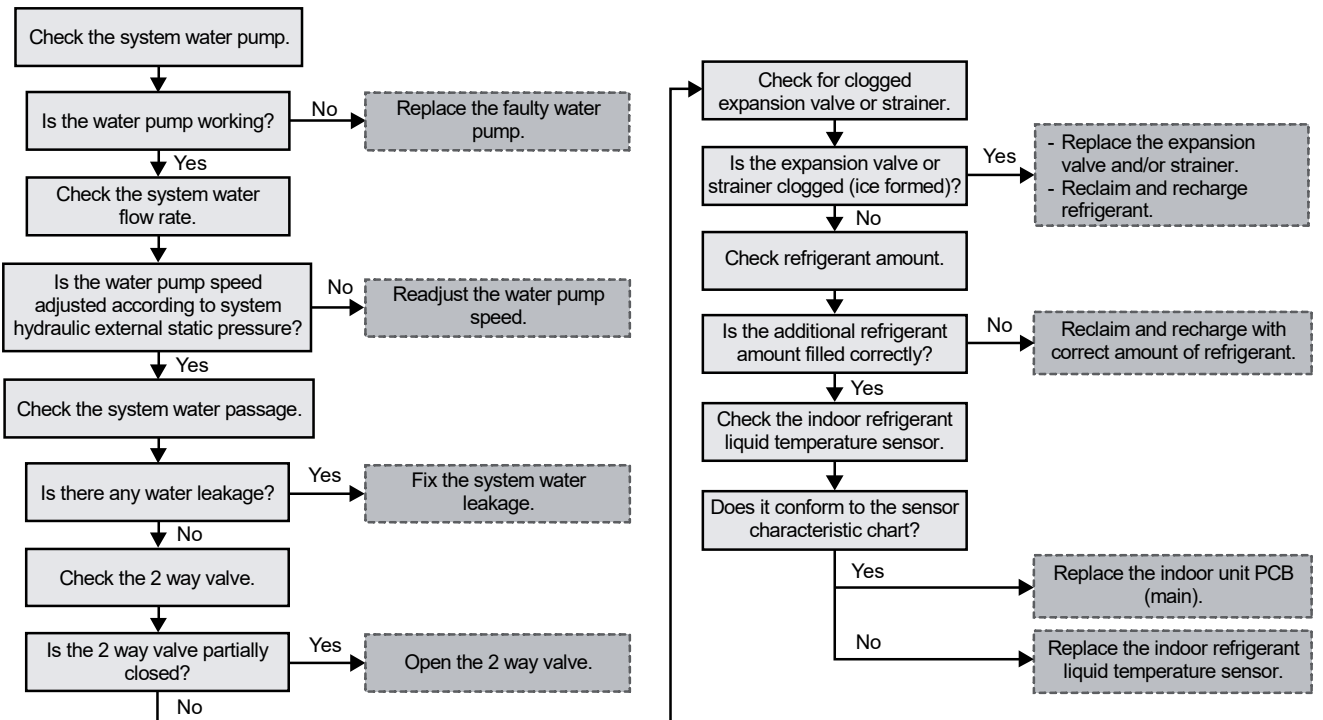 Check the system water pump.
Is the water pump working?
No
Replace the faulty water
pump.
Yes
Check the system water
flow rate.
Is the water pump speed
adjusted according to system
hydraulic external static pressure?
No
Readjust the water pump
speed.
Yes
Check the system water passage.
Is there any water leakage?
Yes
Fix the system water
leakage.
No
Check the 2 way valve.
Is the 2 way valve partially
closed?
Yes
Open the 2 way valve.
No
Check for clogged
expansion valve or strainer.
Is the expansion valve or
strainer clogged (ice formed)?
Yes
- Replace the expansion
valve and/or strainer.
- Reclaim and recharge
refrigerant.
No
Check refrigerant amount.
Is the additional refrigerant
amount filled correctly?
No
Reclaim and recharge with
correct amount of refrigerant.
Yes
Check the indoor refrigerant
liquid temperature sensor.
Does it conform to the sensor
characteristic chart?
Yes
Replace the indoor unit PCB
(main).
No
Replace the indoor refrigerant
liquid temperature sensor.